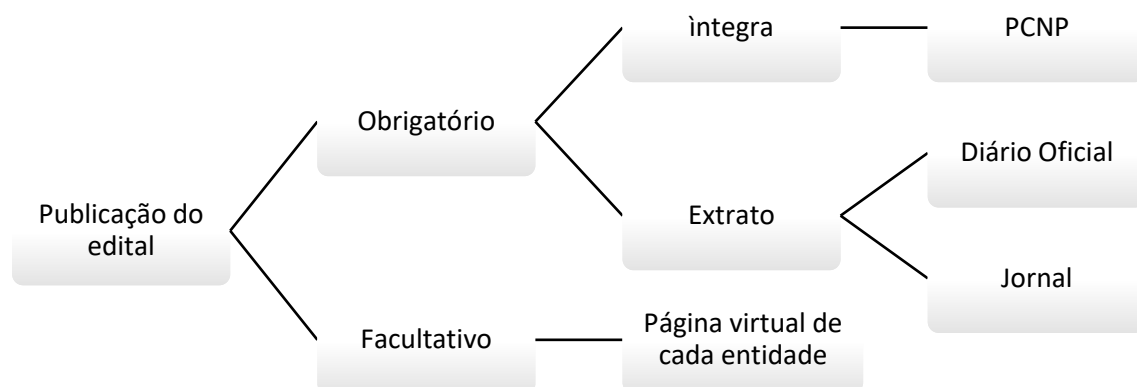 ìntegra
PCNP
Obrigatório
Diário Oficial
Publicação do
edital
Extrato
Jornal
Facultativo
Página virtual de
cada entidade